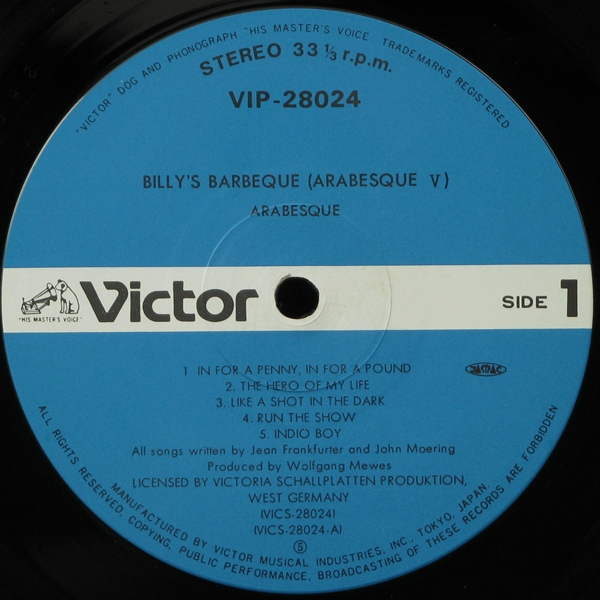 "VICTOR" DOG AND PHONOGRAPH "HIS MASTER'S VOICE" TRADEMARKS REGISTERED
STEREO 33 ⅓ r.p.m.
VIP-28024
BILLY'S BARBEQUE (ARABESQUE V)
ARABESQUE
"HIS MASTER'S VOICE"
Victor
SIDE 1
1 IN FOR A PENNY, IN FOR A POUND
2. THE HERO OF MY LIFE
3. LIKE A SHOT IN THE DARK
4. RUN THE SHOW
5. INDIO BOY
JASRAC
All songs written by Jean Frankfurter and John Moering
Produced by Wolfgang Mewes
LICENSED BY VICTORIA SCHALLPLATTEN PRODUKTION,
WEST GERMANY
(VICS-28024)
(VICS-28024-A)
Ⓢ
ALL RIGHTS RESERVED. COPYING, PUBLIC PERFORMANCE, BROADCASTING OF THESE RECORDS ARE FORBIDDEN
MANUFACTURED BY VICTOR MUSICAL INDUSTRIES, INC., TOKYO, JAPAN.